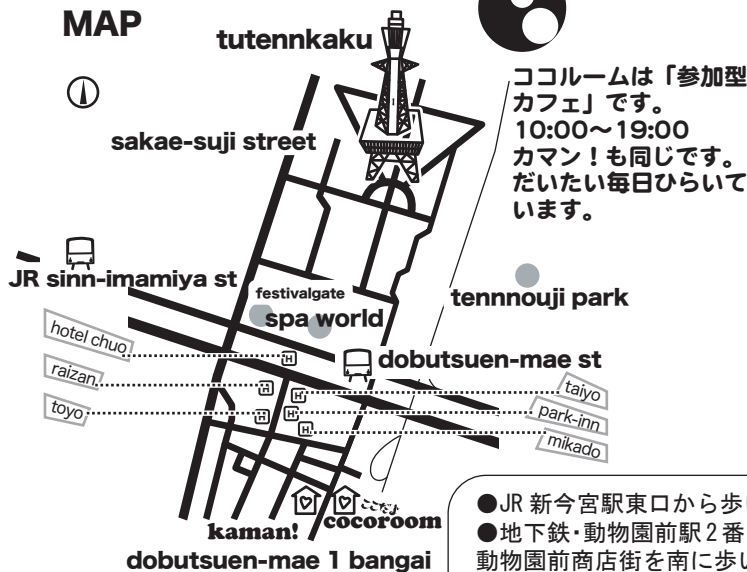 MAP
tutennkaku
ココルームは「参加型
カフェ」です。
10:00～19:00
カマン！も同じです。
だいたい毎日ひらいて
います。
sakae-suji street
JR sinn-imamiya st
festivalgate
spa world
tennnouji park
hotel chuo
dobutsuen-mae st
raizan
taiyo
toyo
park-inn
mikado
H
H
H
H
H
H
ここだよ
kaman!
cocoroom
dobutsuen-mae 1 bangai
●JR 新今宮駅東口から歩
●地下鉄・動物園前駅2番
動物園前商店街を南に歩い